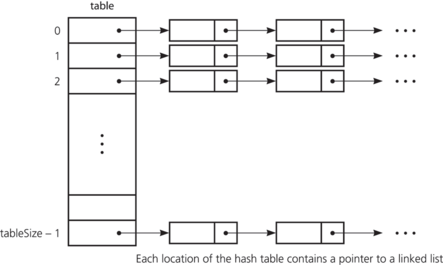 table
0
1
2
tableSize – 1
Each location of the hash table contains a pointer to a linked list